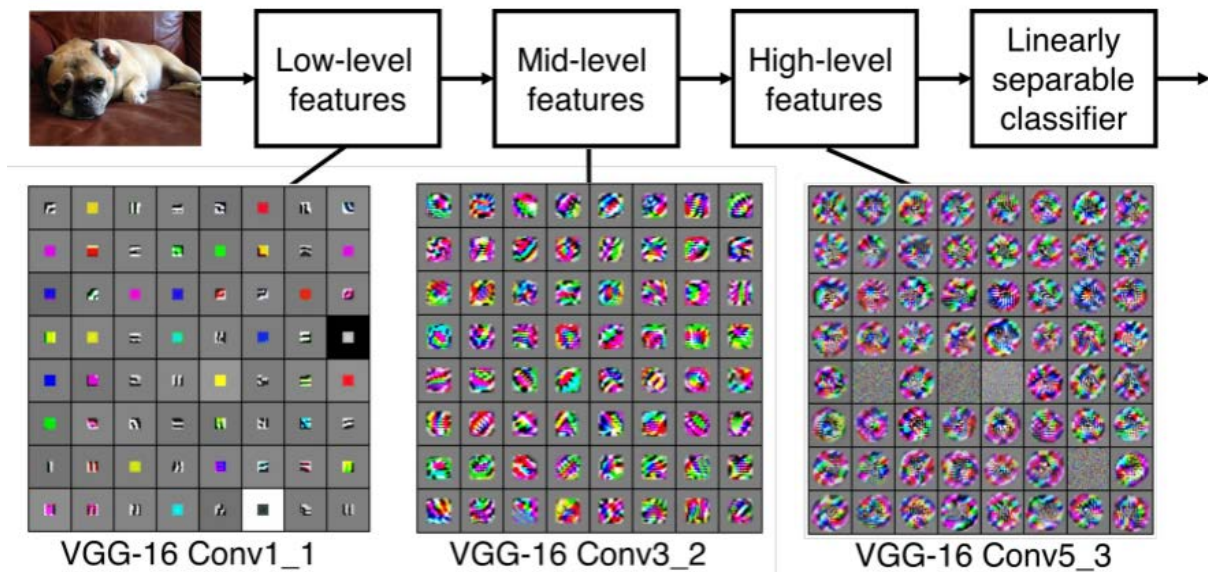 Low-level
features
Mid-level
features
High-level
features
Linearly
separable
classifier
VGG-16 Conv1_1
VGG-16 Conv3_2
VGG-16 Conv5_3